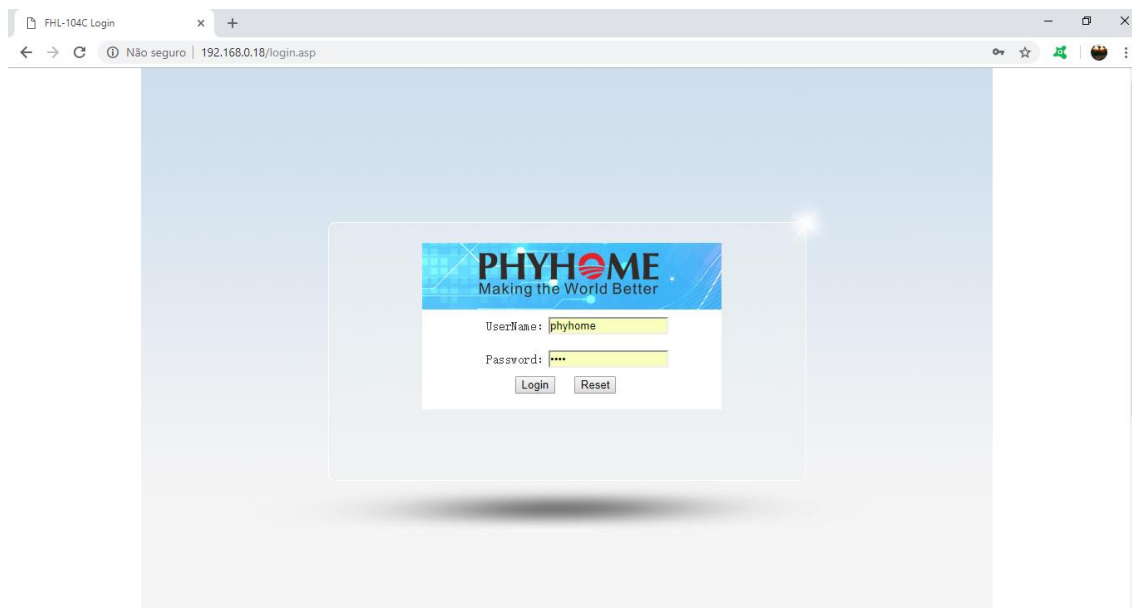 FHL-104C Login
Não seguro | 192.168.0.18/login.asp
PHYHOME
Making the World Better
UserName: phyhome
Password: ••••
Login Reset